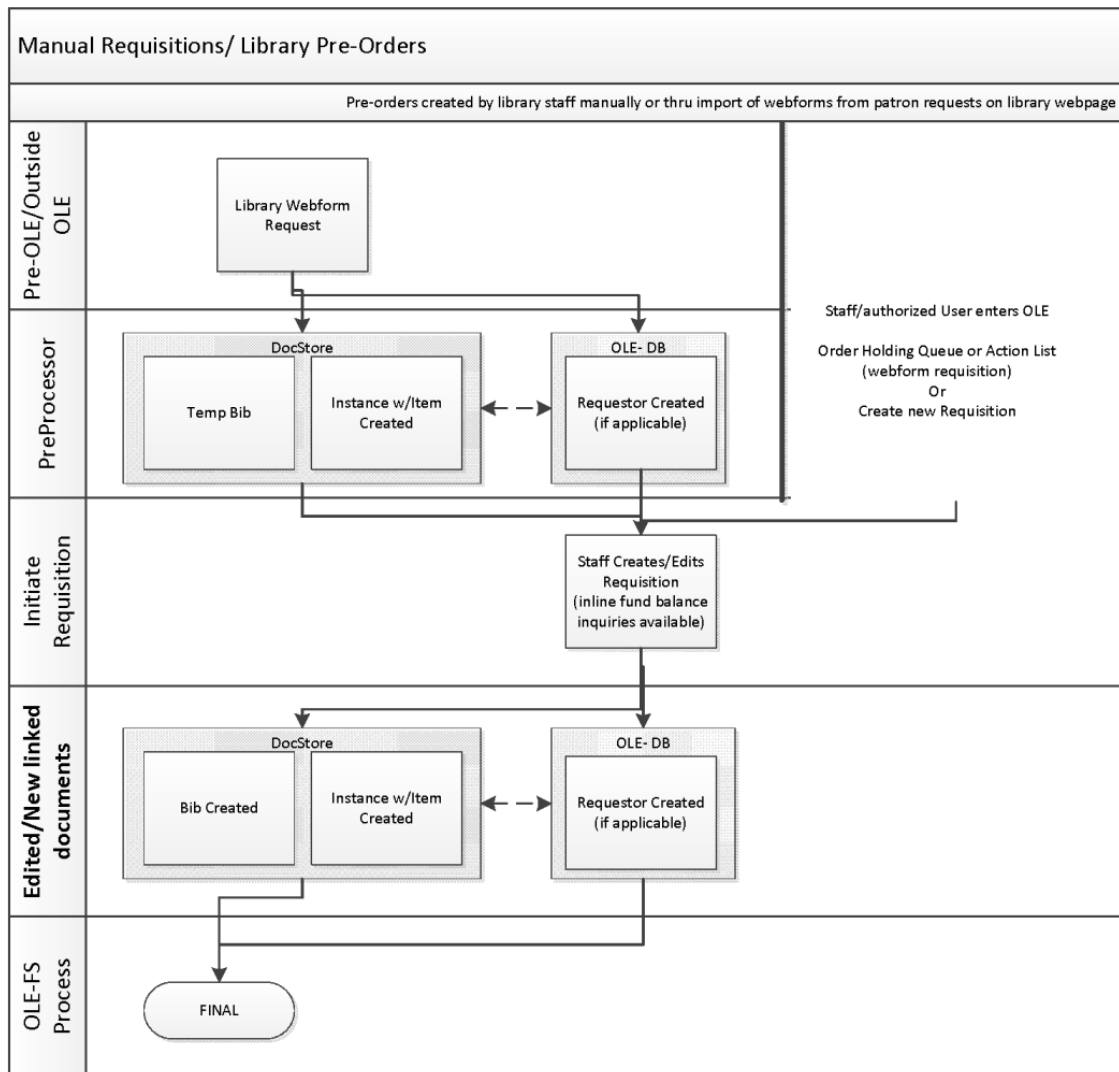 Manual Requisitions/ Library Pre-Orders
Pre-orders created by library staff manually or thru import of webforms from patron requests on library webpage
Pre-OLE/Outside
OLE
Library Webform
Request
PreProcessor
DocStore
Temp Bib
Instance w/Item
Created
OLE- DB
Requestor Created
(if applicable)
Staff/authorized User enters OLE
Order Holding Queue or Action List
(webform requisition)
Or
Create new Requisition
Initiate
Requisition
Staff Creates/Edits
Requisition
(inline fund balance
inquiries available)
Edited/New linked
documents
DocStore
Bib Created
Instance w/Item
Created
OLE- DB
Requestor Created
(if applicable)
OLE-FS
Process
FINAL